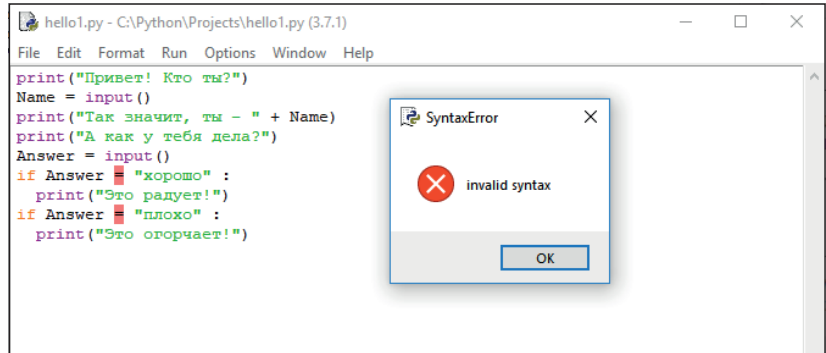 hello1.py - C:\Python\Projects\hello1.py (3.7.1)
File Edit Format Run Options Window Help
print("Привет! Кто ты?")
Name = input()
print("Так значит, ты - " + Name)
print("А как у тебя дела?")
Answer = input()
if Answer = "хорошо" :
  print("Это радует!")
if Answer = "плохо" :
  print("Это огорчает!")
SyntaxError
invalid syntax
OK